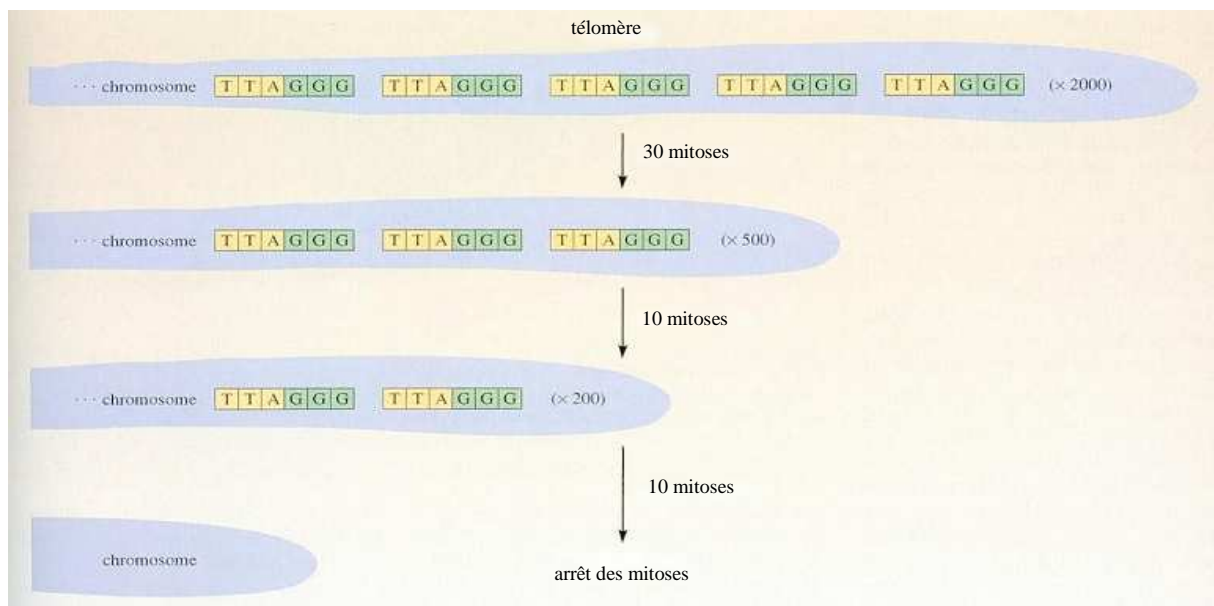 télomère
··· chromosome TTAGGG TTAGGG TTAGGG TTAGGG TTAGGG (× 2000)
30 mitoses
··· chromosome TTAGGG TTAGGG TTAGGG (× 500)
10 mitoses
··· chromosome TTAGGG TTAGGG (× 200)
10 mitoses
chromosome
arrêt des mitoses